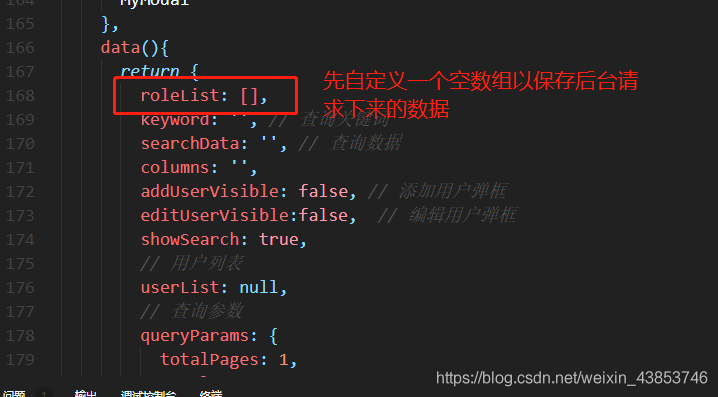 164 MyModal
165 },
166 data(){
167 return {
168 roleList: [],
先自定义一个空数组以保存后台请
求下来的数据
169 keyword: '', // 查询关键词
170 searchData: '', // 查询数据
171 columns: '',
172 addUserVisible: false, // 添加用户弹框
173 editUserVisible:false, // 编辑用户弹框
174 showSearch: true,
175 // 用户列表
176 userList: null,
177 // 查询参数
178 queryParams: {
179 totalPages: 1,
https://blog.csdn.net/weixin_43853746
问题 1 输出 调试控制台 终端